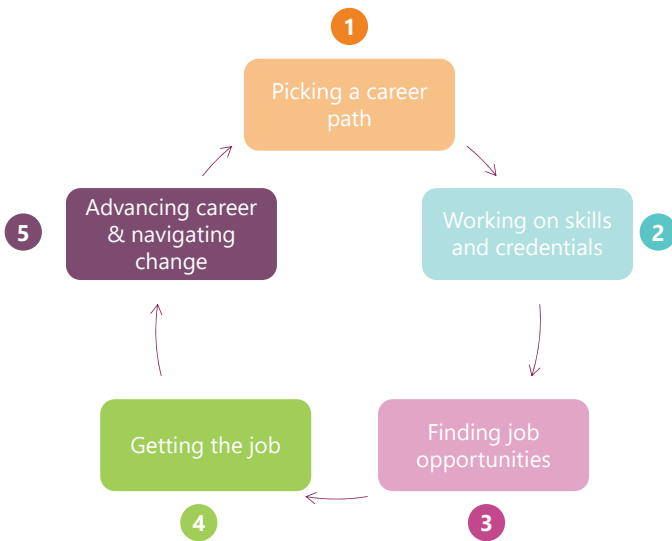 1
Picking a career
path
Working on skills
and credentials
2
Finding job
opportunities
3
Getting the job
4
Advancing career
& navigating
change
5